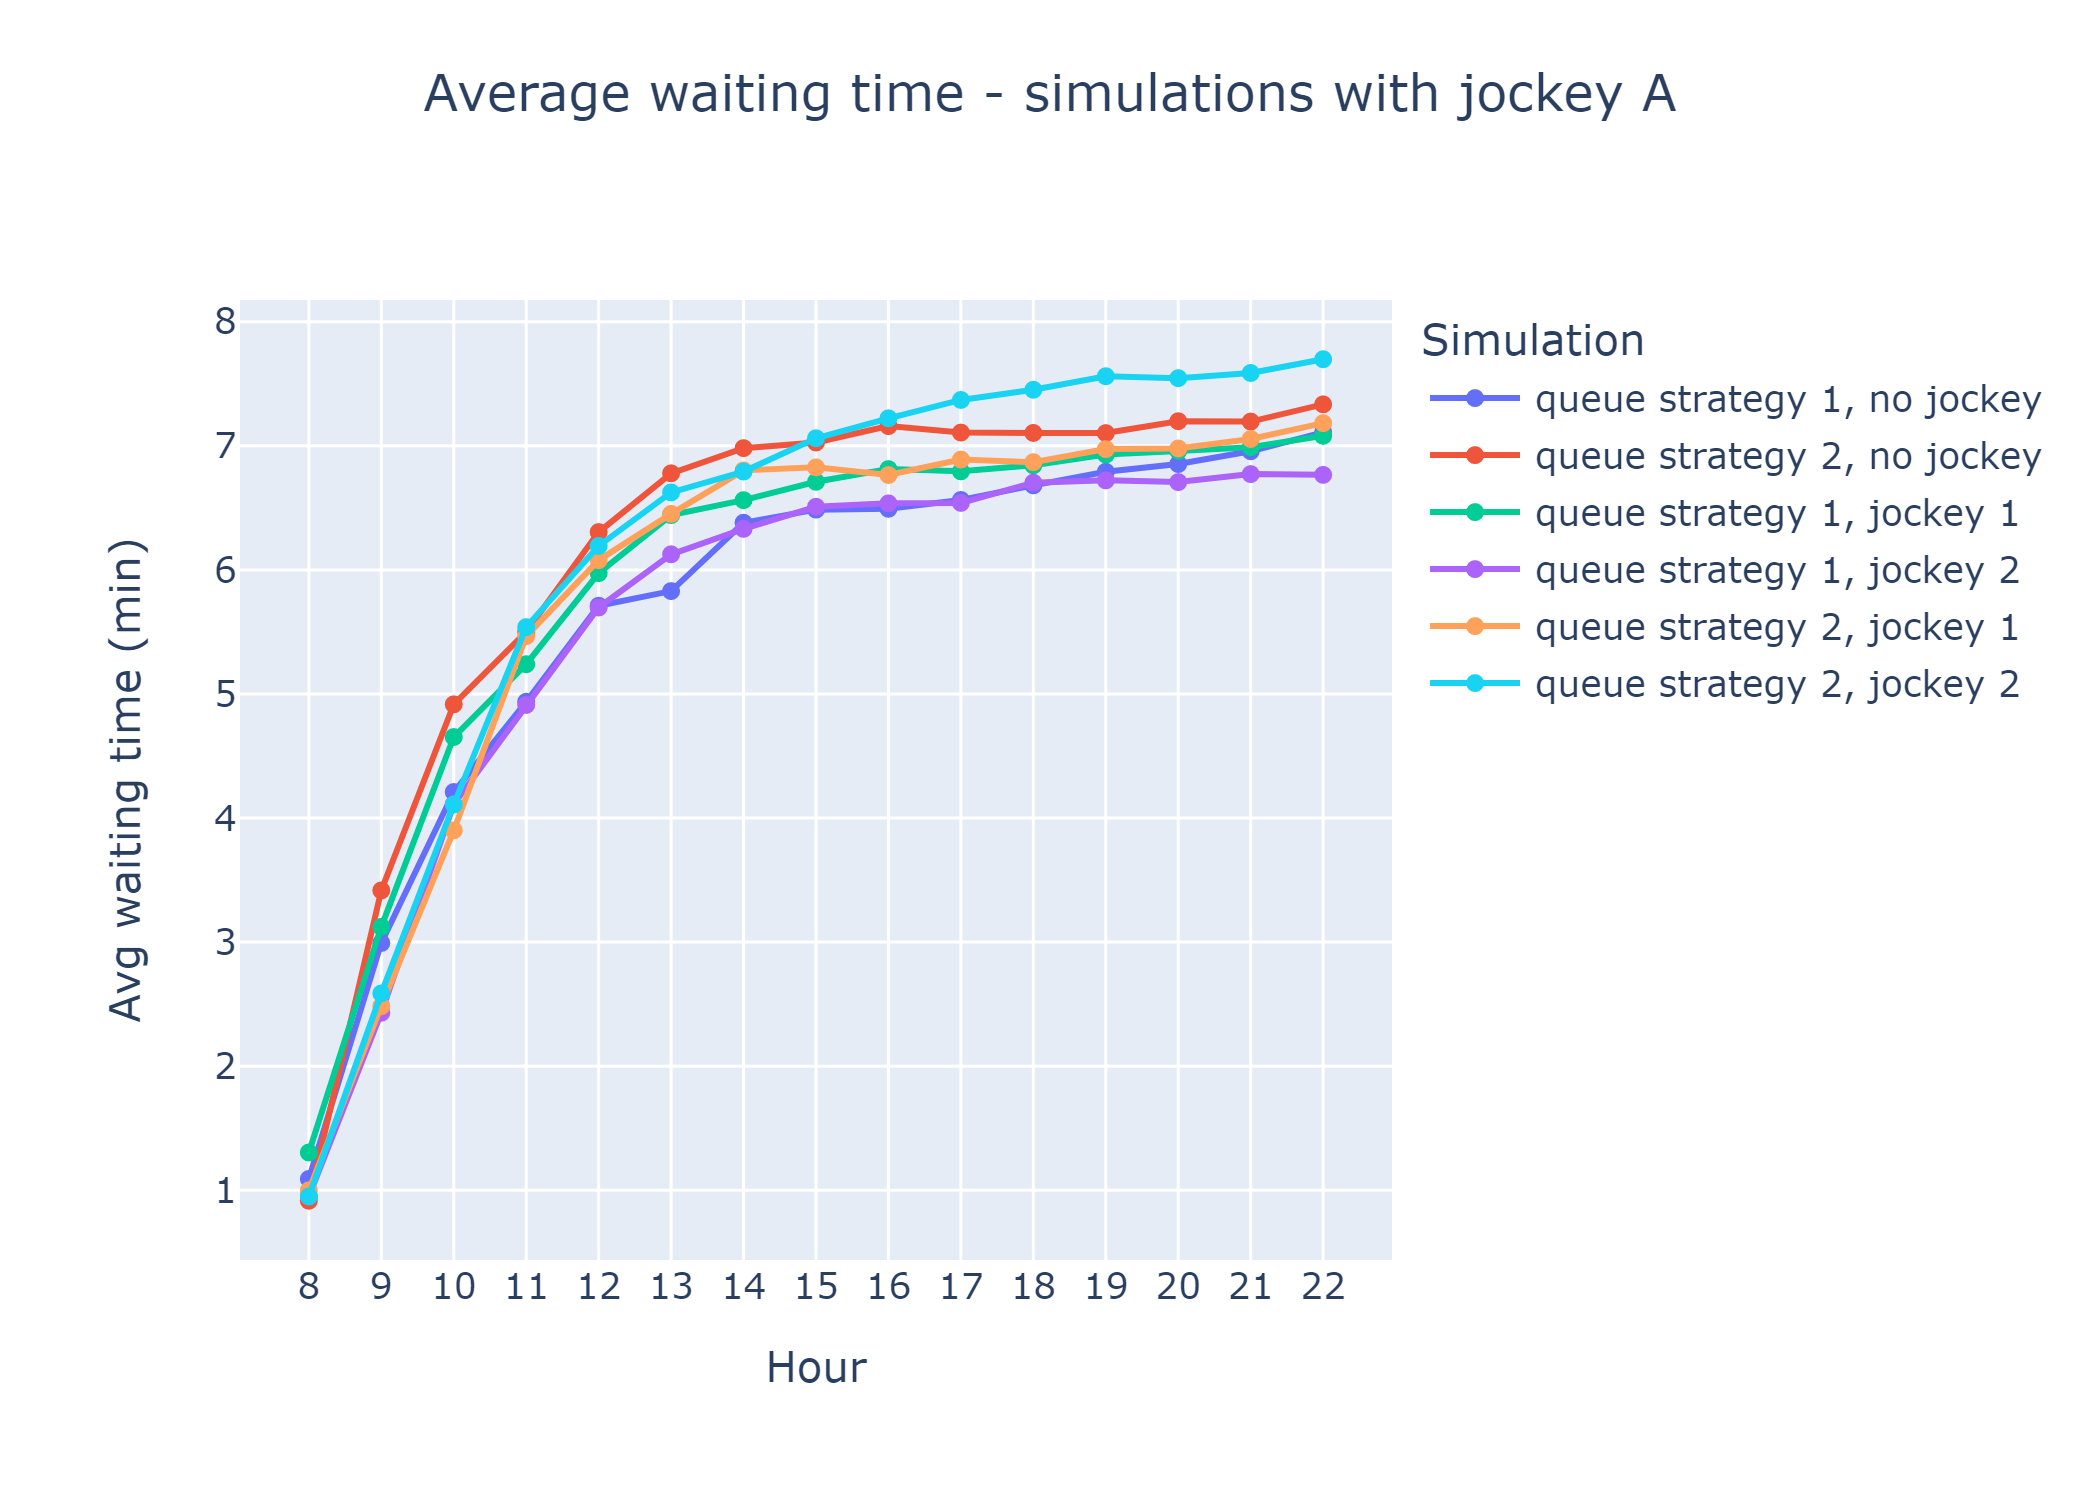 Average waiting time - simulations with jockey A
Avg waiting time (min)
8
7
6
5
4
3
2
1
8 9 10 11 12 13 14 15 16 17 18 19 20 21 22
Hour
Simulation
queue strategy 1, no jockey
queue strategy 2, no jockey
queue strategy 1, jockey 1
queue strategy 1, jockey 2
queue strategy 2, jockey 1
queue strategy 2, jockey 2